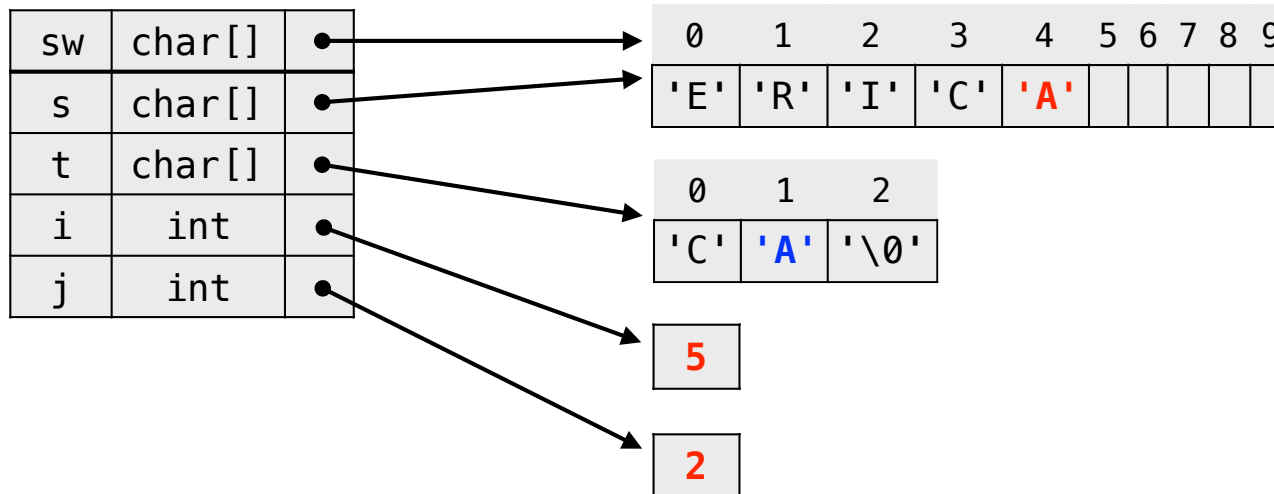 sw char[]
s char[]
t char[]
i int
j int
0 1 2 3 4 5 6 7 8 9
'E' 'R' 'I' 'C' 'A'
0 1 2
'C' 'A' '\0'
5
2